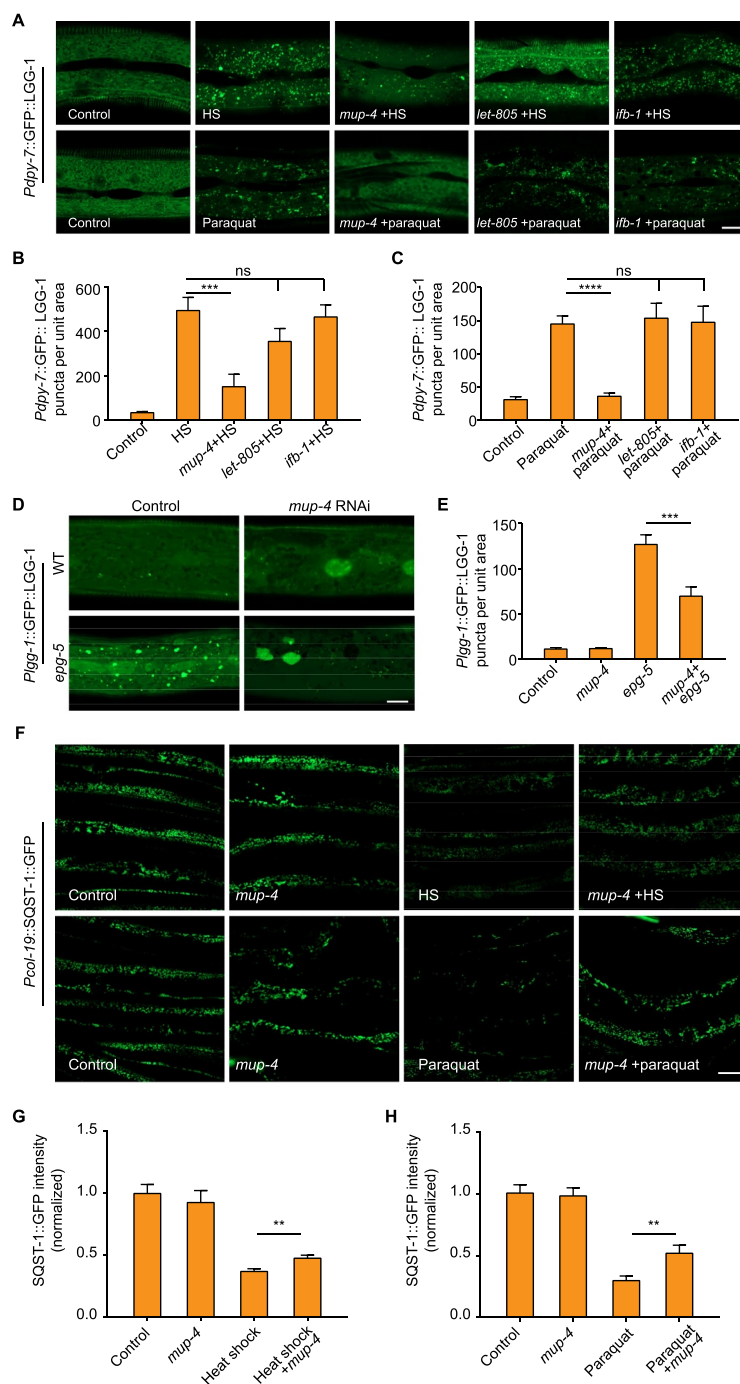 A
Pdpy-7::GFP::LGG-1
Control
HS
mup-4 +HS
let-805 +HS
ifb-1 +HS
Control
Paraquat
mup-4 +paraquat
let-805 +paraquat
ifb-1 +paraquat
B
Pdpy-7::GFP:: LGG-1
puncta per unit area
600
400
200
0
ns
***
Control
HS
mup-4+HS
let-805+HS
ifb-1+HS
C
Pdpy-7::GFP:: LGG-1
puncta per unit area
200
150
100
50
0
ns
****
Control
Paraquat
mup-4+
paraquat
let-805+
paraquat
ifb-1+
paraquat
D
Control
mup-4 RNAi
Plgg-1::GFP::LGG-1
WT
epg-5
E
Plgg-1::GFP::LGG-1
puncta per unit area
150
100
50
0
***
Control
mup-4
epg-5
mup-4+
epg-5
F
Pcol-19::SQST-1::GFP
Control
mup-4
HS
mup-4 +HS
Control
mup-4
Paraquat
mup-4 +paraquat
G
SQST-1::GFP intensity
(normalized)
1.5
1.0
0.5
0.0
**
Control
mup-4
Heat shock
Heat shock
+mup-4
H
SQST-1::GFP intensity
(normalized)
1.5
1.0
0.5
0.0
**
Control
mup-4
Paraquat
Paraquat
+mup-4